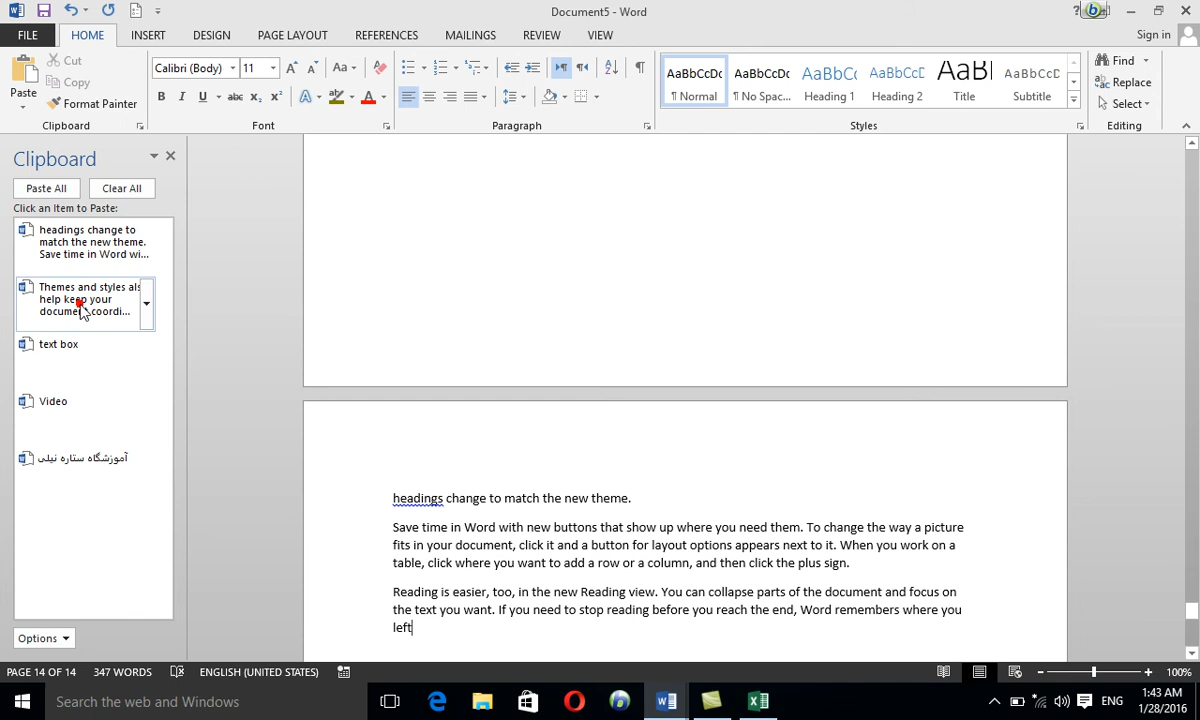 Document5 - Word
?
FILE
HOME
INSERT
DESIGN
PAGE LAYOUT
REFERENCES
MAILINGS
REVIEW
VIEW
Sign in
Paste
Cut
Copy
Format Painter
Clipboard
Calibri (Body)
11
Font
Paragraph
AaBbCcDc
¶ Normal
AaBbCcDc
¶ No Spac...
AaBbCc
Heading 1
AaBbCcD
Heading 2
AaBl
Title
AaBbCcD
Subtitle
Styles
Find
Replace
Select
Editing
Clipboard
Paste All
Clear All
Click an Item to Paste:
headings change to
match the new theme.
Save time in Word wi...
Themes and styles als
help keep your
document coordi...
text box
Video
آموزشگاه ستاره نیلی
Options
headings change to match the new theme.
Save time in Word with new buttons that show up where you need them. To change the way a picture
fits in your document, click it and a button for layout options appears next to it. When you work on a
table, click where you want to add a row or a column, and then click the plus sign.
Reading is easier, too, in the new Reading view. You can collapse parts of the document and focus on
the text you want. If you need to stop reading before you reach the end, Word remembers where you
left
PAGE 14 OF 14
347 WORDS
ENGLISH (UNITED STATES)
100%
Search the web and Windows
ENG
1:43 AM
1/28/2016